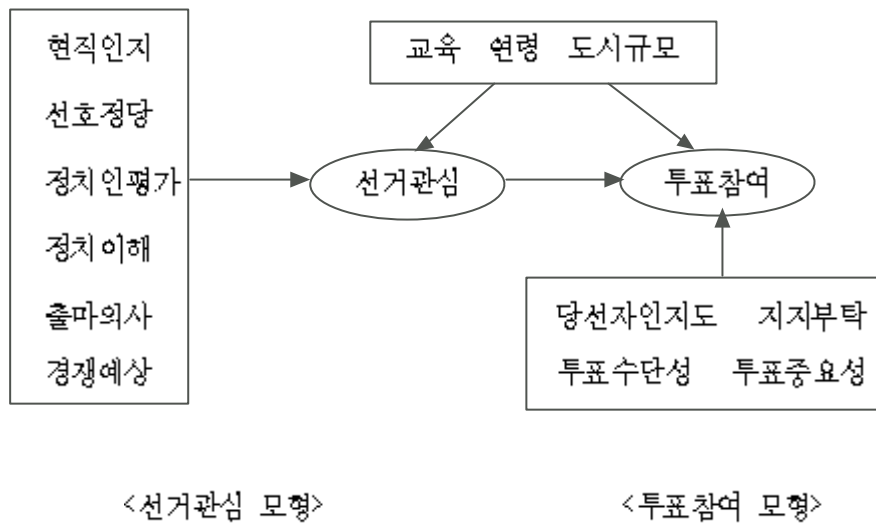 현직인지
선호정당
정치인평가
정치이해
출마의사
경쟁예상
교육 연령 도시규모
선거관심
투표참여
당선자인지도 지지부탁
투표수단성 투표중요성
<선거관심 모형>
<투표참여 모형>